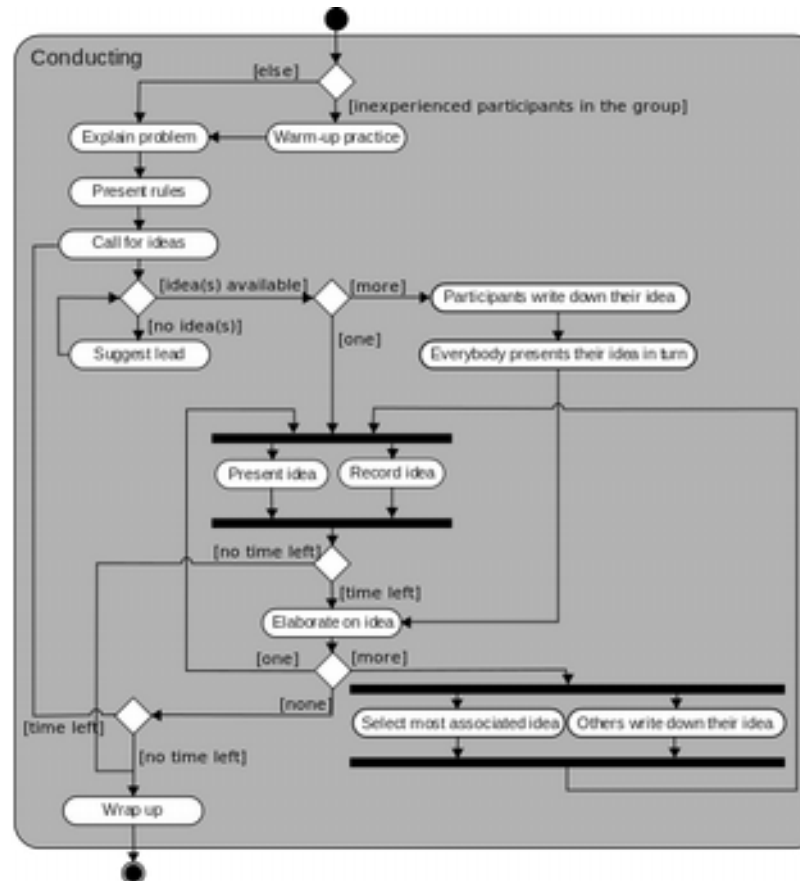 Conducting
[else]
[inexperienced participants in the group]
Explain problem
Warm-up practice
Present rules
Call for ideas
[idea(s) available]
[more]
Participants write down their idea
[no idea(s)]
[one]
Suggest lead
Everybody presents their idea in turn
Present idea
Record idea
[no time left]
[time left]
Elaborate on idea
[one]
[more]
[none]
Select most associated idea
Others write down their idea
[time left]
[no time left]
Wrap up